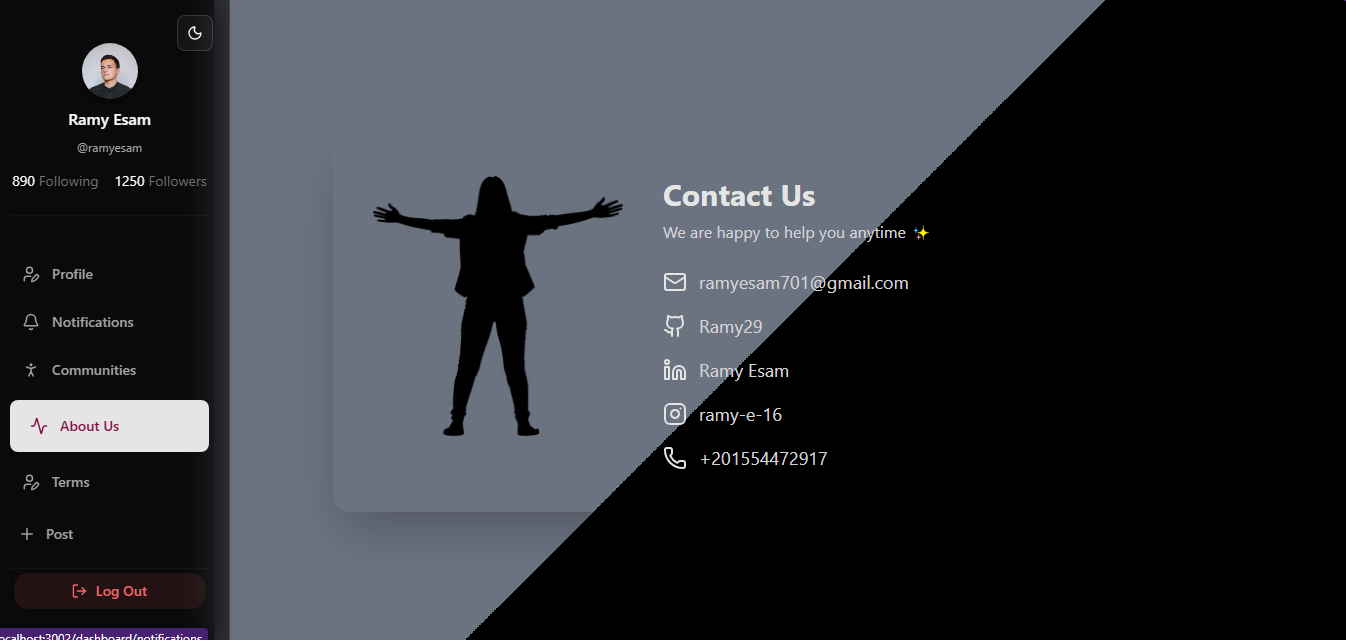 Ramy Esam
@ramyesam
890 Following 1250 Followers
Profile
Notifications
Communities
About Us
Terms
Post
Log Out
ocalhost:3002/dashboard/notifications
Contact Us
We are happy to help you anytime ✨
ramyesam701@gmail.com
Ramy29
Ramy Esam
ramy-e-16
+201554472917